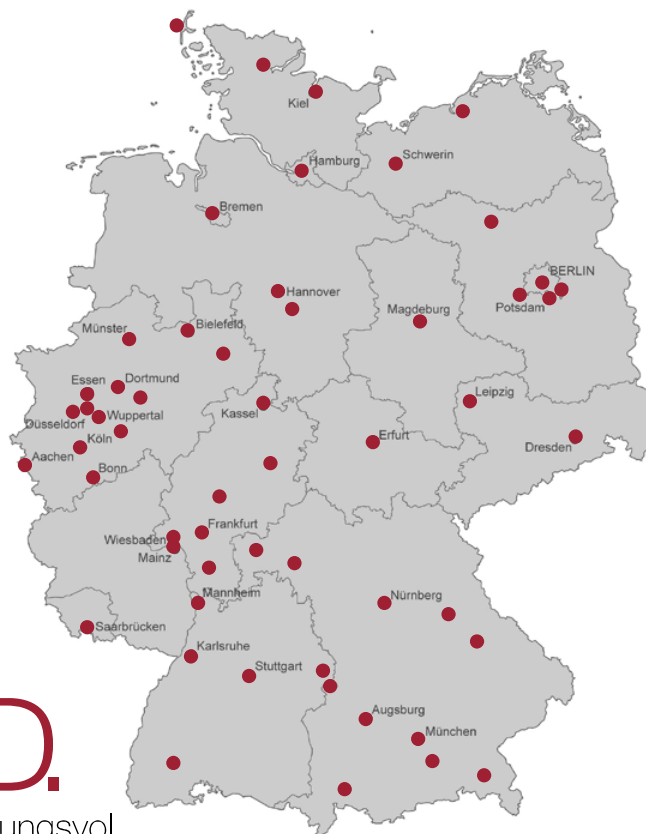 Kiel
Hamburg
Schwerin
Bremen
BERLIN
Hannover
Potsdam
Magdeburg
Münster
Bielefeld
Essen
Dortmund
Leipzig
Düsseldorf
Wuppertal
Kassel
Köln
Erfurt
Dresden
Aachen
Bonn
Frankfurt
Wiesbaden
Mainz
Mannheim
Nürnberg
Saarbrücken
Karlsruhe
Stuttgart
Augsburg
München
D.
ungsvol